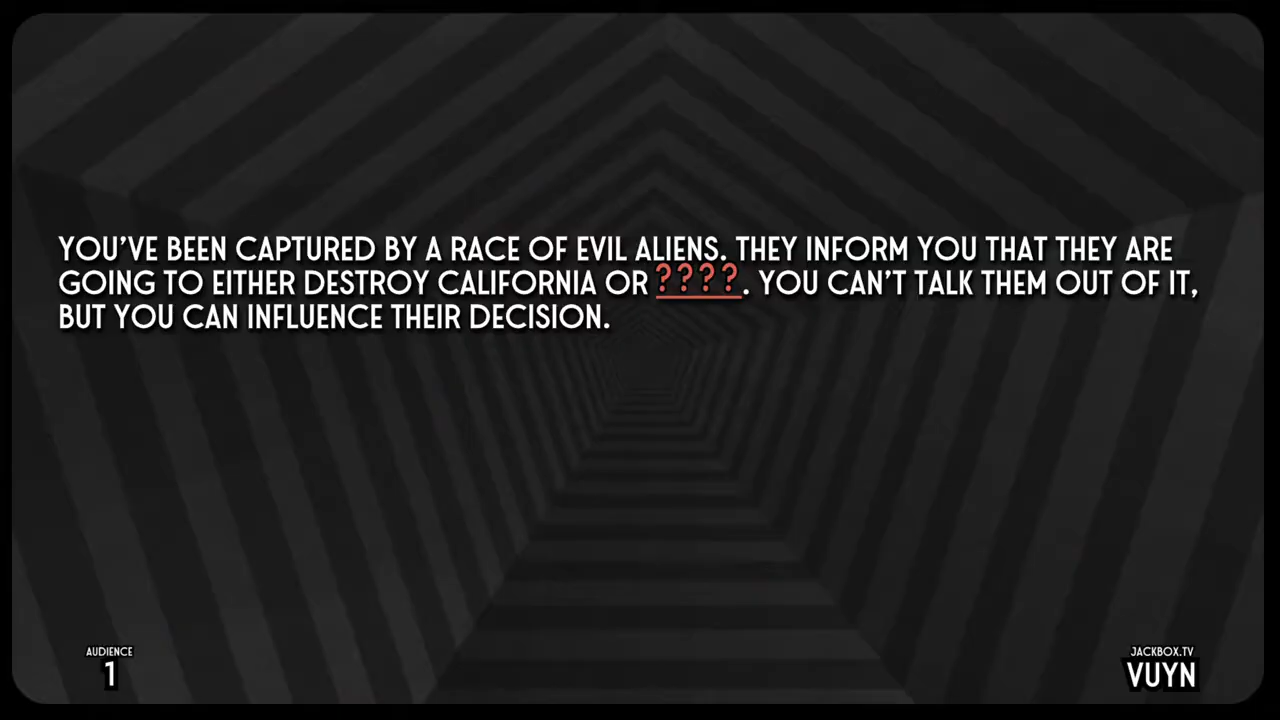 YOU'VE BEEN CAPTURED BY A RACE OF EVIL ALIENS. THEY INFORM YOU THAT THEY ARE
GOING TO EITHER DESTROY CALIFORNIA OR ????. YOU CAN'T TALK THEM OUT OF IT,
BUT YOU CAN INFLUENCE THEIR DECISION.
AUDIENCE
1
JACKBOX.TV
VUYN